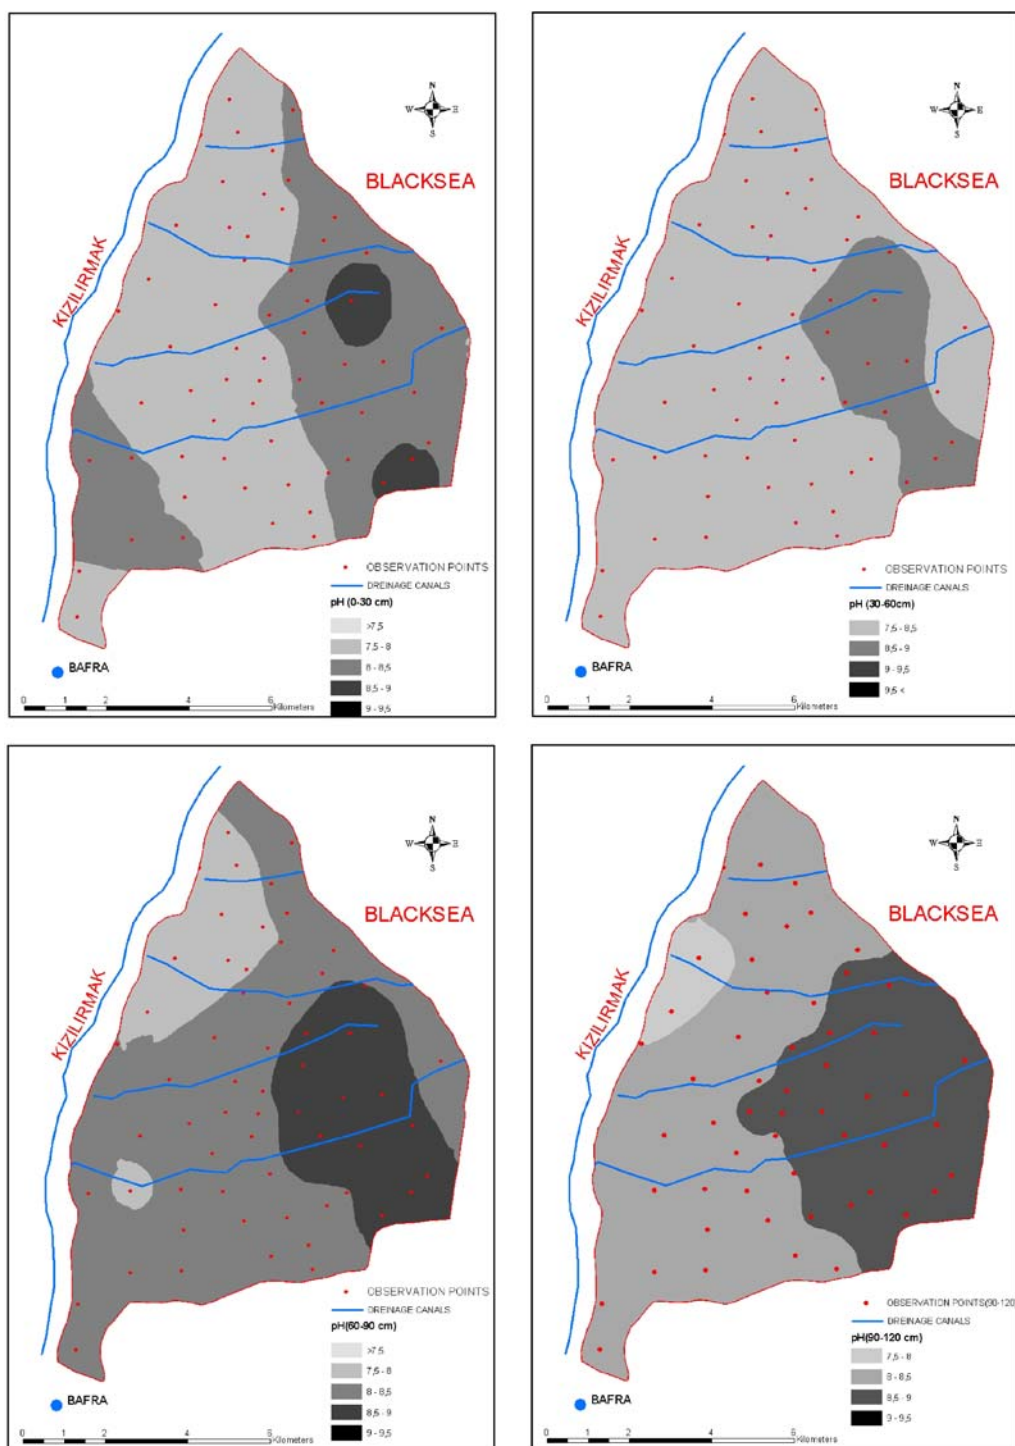 N
W E
S
BLACKSEA
KIZILIRMAK
OBSERVATION POINTS
DREINAGE CANALS
pH (0-30 cm)
>7,5
7,5 - 8
8 - 8,5
8,5 - 9
9 - 9,5
BAFRA
0 1 2 4 6
Kilometers
N
W E
S
BLACKSEA
KIZILIRMAK
OBSERVATION POINTS
DREINAGE CANALS
pH (30-60cm)
7,5 - 8,5
8,5 - 9
9 - 9,5
9,5 <
BAFRA
0 1 2 4 6
Kilometers
N
W E
S
BLACKSEA
KIZILIRMAK
OBSERVATION POINTS
DREINAGE CANALS
pH(60-90 cm)
>7,5
7,5 - 8
8 - 8,5
8,5 - 9
9 - 9,5
BAFRA
0 1 2 4 6
Kilometers
N
W E
S
BLACKSEA
KIZILIRMAK
OBSERVATION POINTS(90-120)
DREINAGE CANALS
pH(90-120 cm)
7,5 - 8
8 - 8,5
8,5 - 9
9 - 9,5
BAFRA
0 1 2 4 6
Kilometers